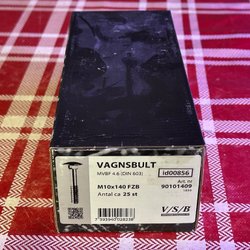 VAGNSBULT
MVBF 4.6 (DIN 603)
id00856
M10x140 FZB
Antal ca 25 st
Art. nr
90101409
V/S/B